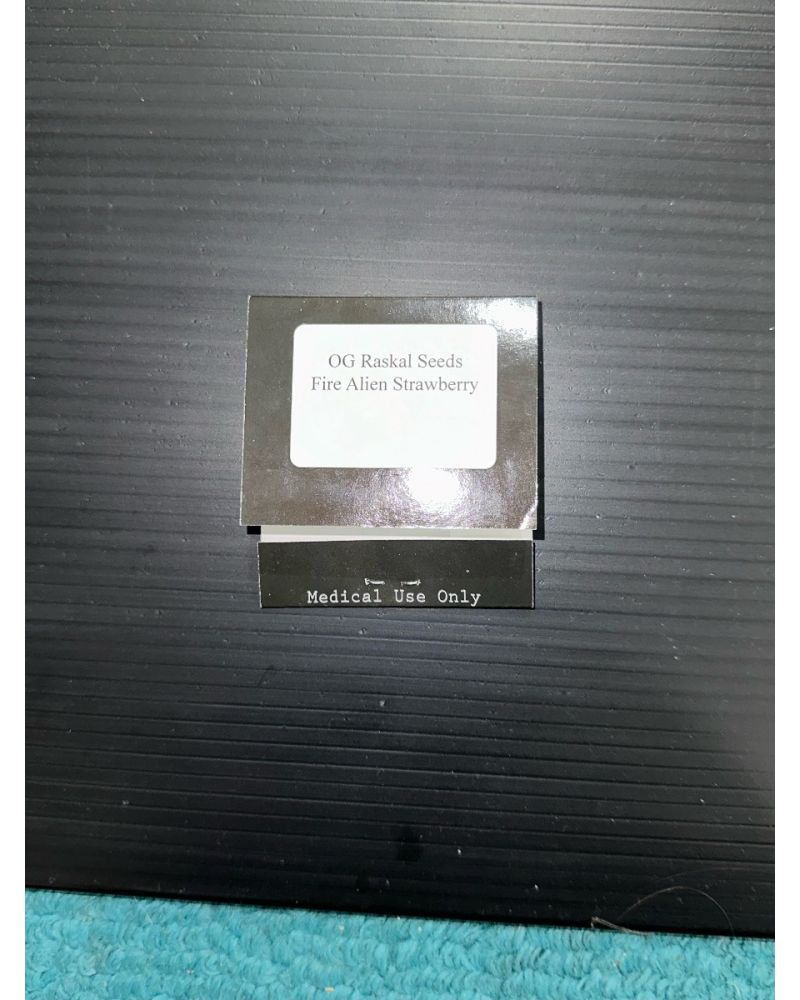 OG Raskal Seeds
Fire Alien Strawberry
Medical Use Only